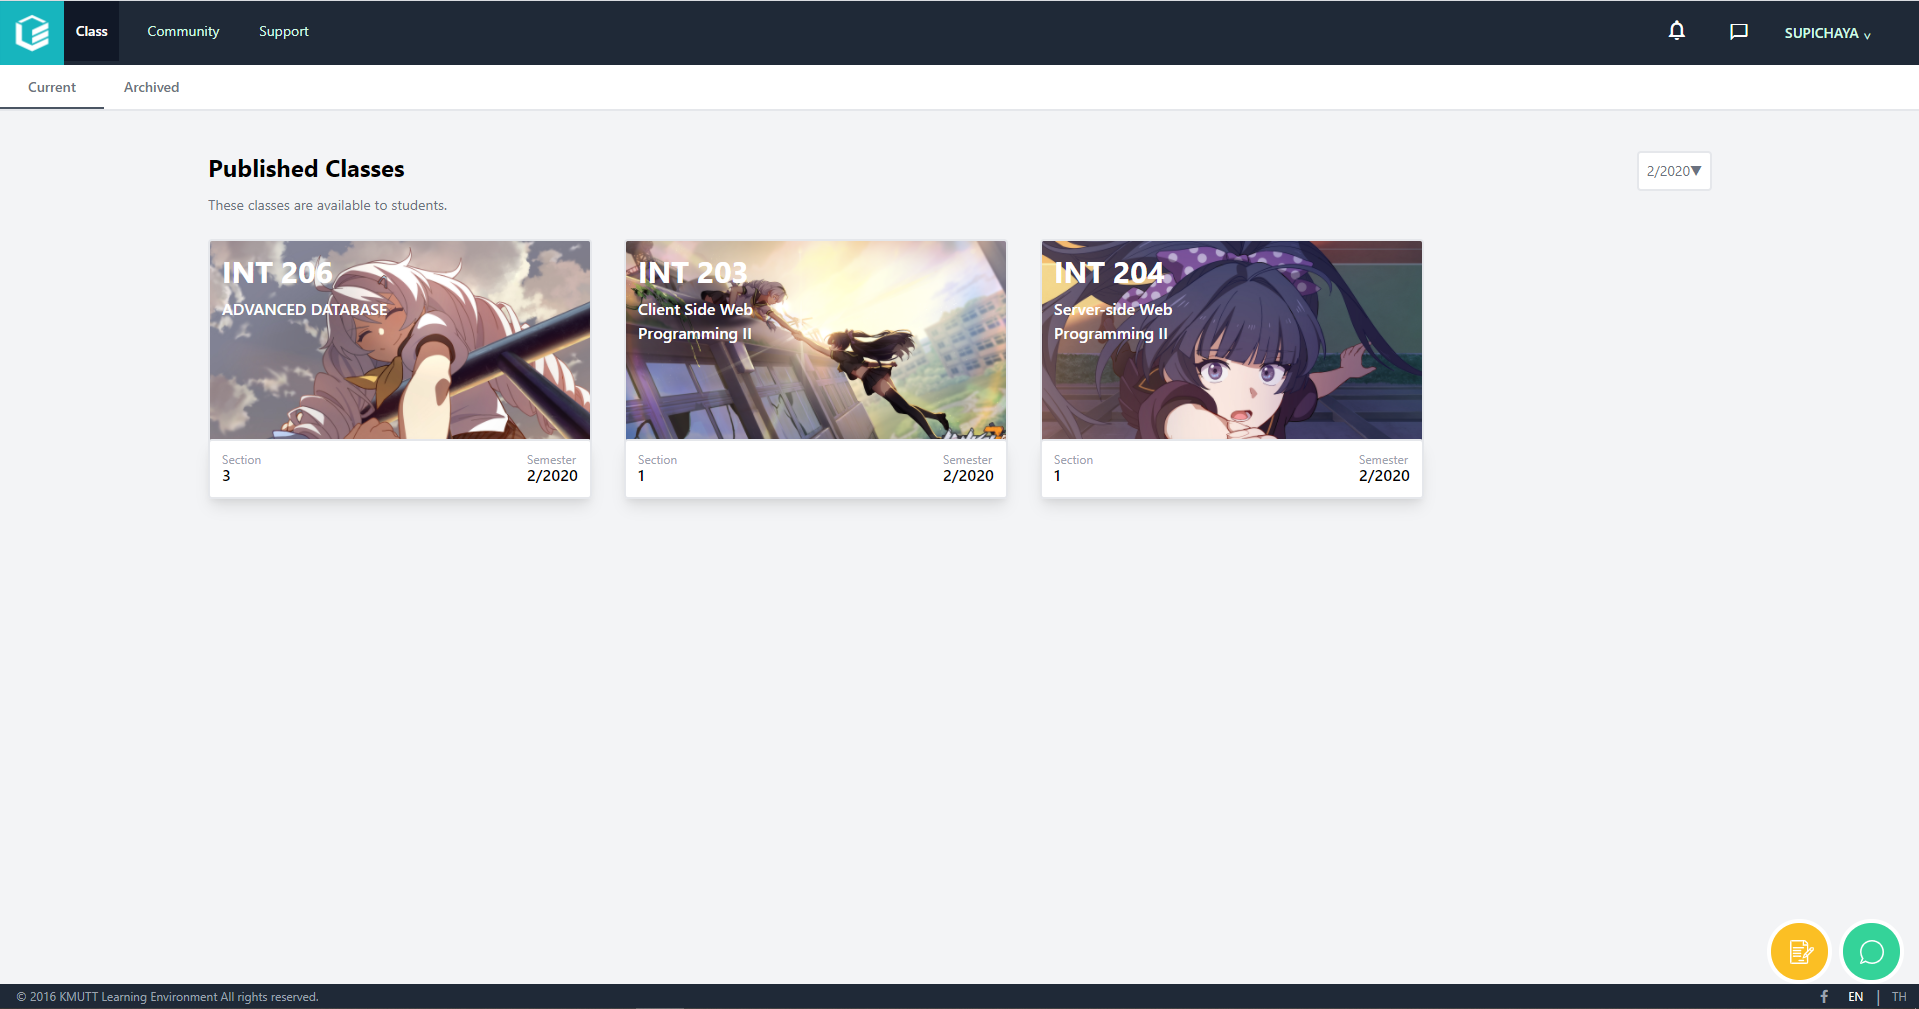 Class Community Support SUPICHAYA
Current Archived
Published Classes
2/2020▼
These classes are available to students.
INT 206
ADVANCED DATABASE
Section Semester
3 2/2020
INT 203
Client Side Web
Programming II
Section Semester
1 2/2020
INT 204
Server-side Web
Programming II
Section Semester
1 2/2020
© 2016 KMUTT Learning Environment All rights reserved.
EN | TH